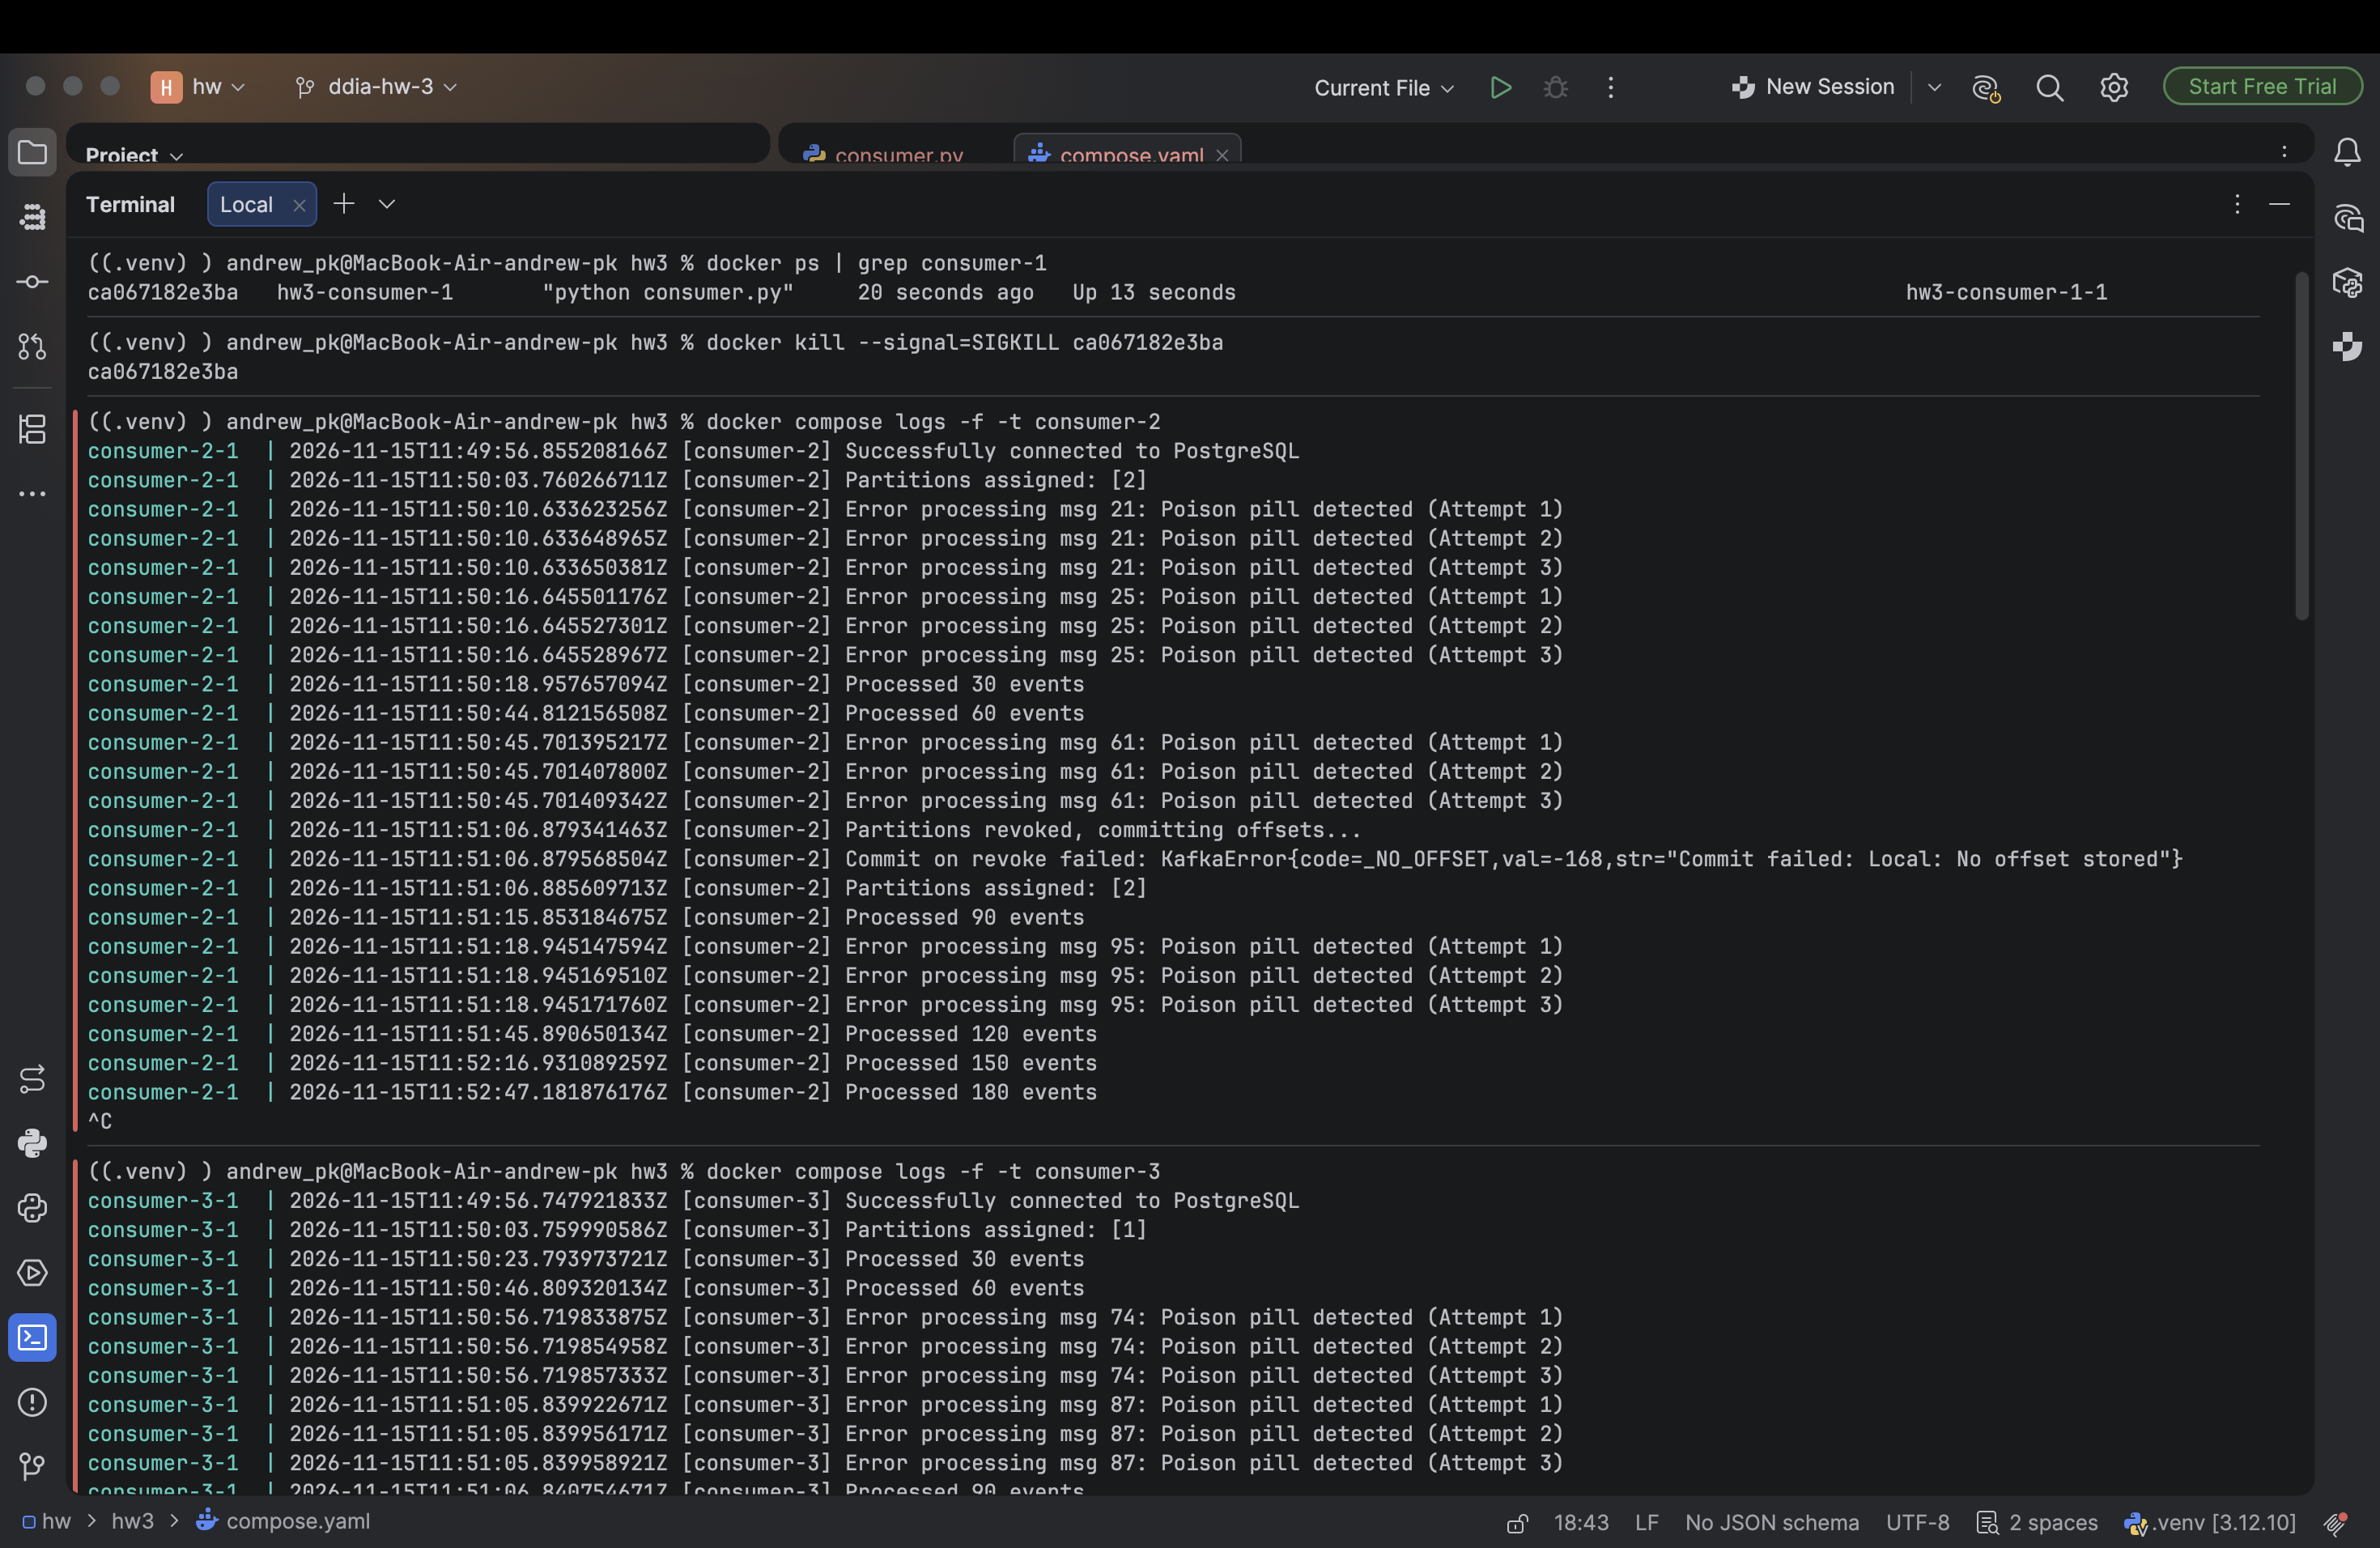 H hw ddia-hw-3 Current File New Session Start Free Trial
Project consumer.py compose.yaml
Terminal Local
((.venv) ) andrew_pk@MacBook-Air-andrew-pk hw3 % docker ps | grep consumer-1
ca067182e3ba hw3-consumer-1 "python consumer.py" 20 seconds ago Up 13 seconds hw3-consumer-1-1
((.venv) ) andrew_pk@MacBook-Air-andrew-pk hw3 % docker kill --signal=SIGKILL ca067182e3ba
ca067182e3ba
((.venv) ) andrew_pk@MacBook-Air-andrew-pk hw3 % docker compose logs -f -t consumer-2
consumer-2-1 | 2026-11-15T11:49:56.855208166Z [consumer-2] Successfully connected to PostgreSQL
consumer-2-1 | 2026-11-15T11:50:03.760266711Z [consumer-2] Partitions assigned: [2]
consumer-2-1 | 2026-11-15T11:50:10.633623256Z [consumer-2] Error processing msg 21: Poison pill detected (Attempt 1)
consumer-2-1 | 2026-11-15T11:50:10.633648965Z [consumer-2] Error processing msg 21: Poison pill detected (Attempt 2)
consumer-2-1 | 2026-11-15T11:50:10.633650381Z [consumer-2] Error processing msg 21: Poison pill detected (Attempt 3)
consumer-2-1 | 2026-11-15T11:50:16.645501176Z [consumer-2] Error processing msg 25: Poison pill detected (Attempt 1)
consumer-2-1 | 2026-11-15T11:50:16.645527301Z [consumer-2] Error processing msg 25: Poison pill detected (Attempt 2)
consumer-2-1 | 2026-11-15T11:50:16.645528967Z [consumer-2] Error processing msg 25: Poison pill detected (Attempt 3)
consumer-2-1 | 2026-11-15T11:50:18.957657094Z [consumer-2] Processed 30 events
consumer-2-1 | 2026-11-15T11:50:44.812156508Z [consumer-2] Processed 60 events
consumer-2-1 | 2026-11-15T11:50:45.701395217Z [consumer-2] Error processing msg 61: Poison pill detected (Attempt 1)
consumer-2-1 | 2026-11-15T11:50:45.701407800Z [consumer-2] Error processing msg 61: Poison pill detected (Attempt 2)
consumer-2-1 | 2026-11-15T11:50:45.701409342Z [consumer-2] Error processing msg 61: Poison pill detected (Attempt 3)
consumer-2-1 | 2026-11-15T11:51:06.879341463Z [consumer-2] Partitions revoked, committing offsets...
consumer-2-1 | 2026-11-15T11:51:06.879568504Z [consumer-2] Commit on revoke failed: KafkaError{code=_NO_OFFSET,val=-168,str="Commit failed: Local: No offset stored"}
consumer-2-1 | 2026-11-15T11:51:06.885609713Z [consumer-2] Partitions assigned: [2]
consumer-2-1 | 2026-11-15T11:51:15.853184675Z [consumer-2] Processed 90 events
consumer-2-1 | 2026-11-15T11:51:18.945147594Z [consumer-2] Error processing msg 95: Poison pill detected (Attempt 1)
consumer-2-1 | 2026-11-15T11:51:18.945169510Z [consumer-2] Error processing msg 95: Poison pill detected (Attempt 2)
consumer-2-1 | 2026-11-15T11:51:18.945171760Z [consumer-2] Error processing msg 95: Poison pill detected (Attempt 3)
consumer-2-1 | 2026-11-15T11:51:45.890650134Z [consumer-2] Processed 120 events
consumer-2-1 | 2026-11-15T11:52:16.931089259Z [consumer-2] Processed 150 events
consumer-2-1 | 2026-11-15T11:52:47.181876176Z [consumer-2] Processed 180 events
^C
((.venv) ) andrew_pk@MacBook-Air-andrew-pk hw3 % docker compose logs -f -t consumer-3
consumer-3-1 | 2026-11-15T11:49:56.747921833Z [consumer-3] Successfully connected to PostgreSQL
consumer-3-1 | 2026-11-15T11:50:03.759990586Z [consumer-3] Partitions assigned: [1]
consumer-3-1 | 2026-11-15T11:50:23.793973721Z [consumer-3] Processed 30 events
consumer-3-1 | 2026-11-15T11:50:46.809320134Z [consumer-3] Processed 60 events
consumer-3-1 | 2026-11-15T11:50:56.719833875Z [consumer-3] Error processing msg 74: Poison pill detected (Attempt 1)
consumer-3-1 | 2026-11-15T11:50:56.719854958Z [consumer-3] Error processing msg 74: Poison pill detected (Attempt 2)
consumer-3-1 | 2026-11-15T11:50:56.719857333Z [consumer-3] Error processing msg 74: Poison pill detected (Attempt 3)
consumer-3-1 | 2026-11-15T11:51:05.839922671Z [consumer-3] Error processing msg 87: Poison pill detected (Attempt 1)
consumer-3-1 | 2026-11-15T11:51:05.839956171Z [consumer-3] Error processing msg 87: Poison pill detected (Attempt 2)
consumer-3-1 | 2026-11-15T11:51:05.839958921Z [consumer-3] Error processing msg 87: Poison pill detected (Attempt 3)
consumer-3-1 | 2026-11-15T11:51:06.840754671Z [consumer-3] Processed 90 events
hw > hw3 > compose.yaml 18:43 LF No JSON schema UTF-8 2 spaces .venv [3.12.10]